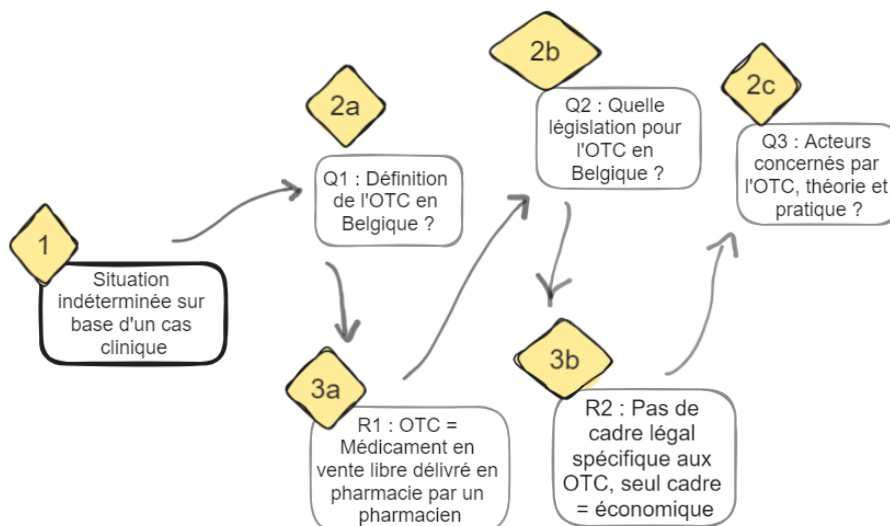 1
Situation
indéterminée sur
base d'un cas
clinique
2a
Q1 : Définition
de l'OTC en
Belgique ?
3a
R1 : OTC =
Médicament en
vente libre délivré en
pharmacie par un
pharmacien
2b
Q2 : Quelle
législation pour
l'OTC en
Belgique ?
3b
R2 : Pas de
cadre légal
spécifique aux
OTC, seul cadre
= économique
2c
Q3 : Acteurs
concernés par
l'OTC, théorie et
pratique ?